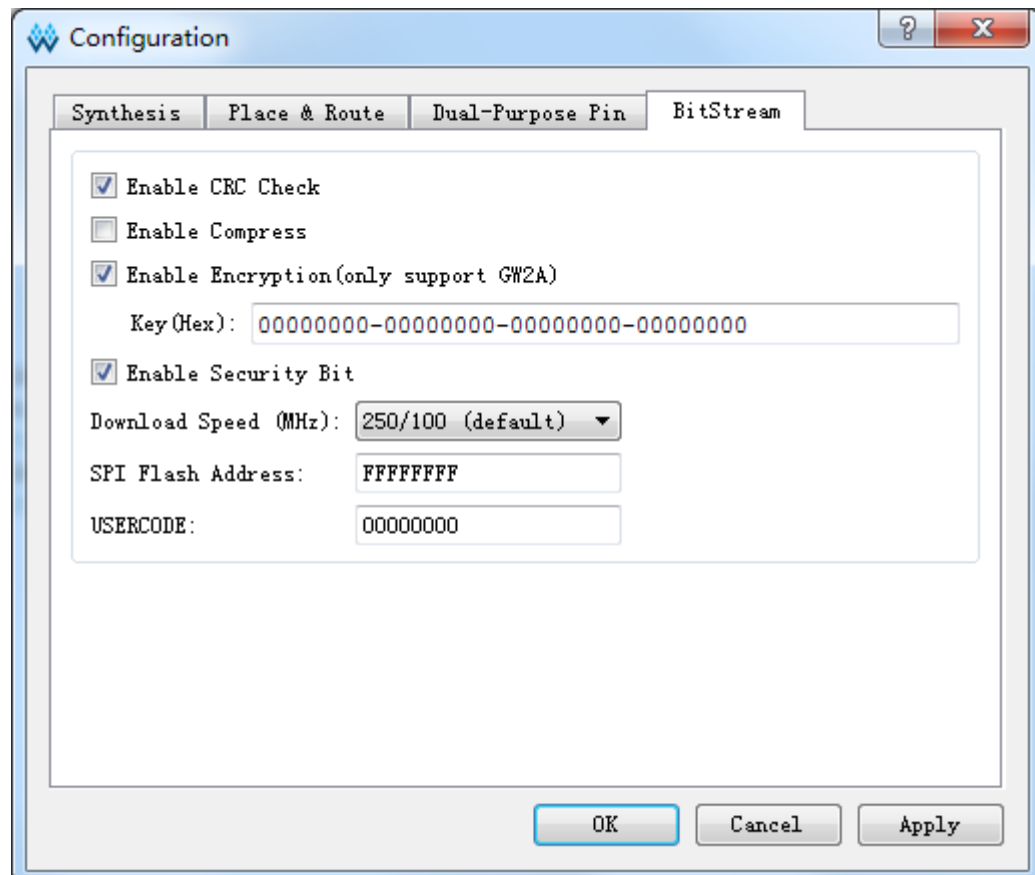 Configuration
Synthesis Place & Route Dual-Purpose Pin BitStream
Enable CRC Check
Enable Compress
Enable Encryption(only support GW2A)
Key(Hex): 00000000-00000000-00000000-00000000
Enable Security Bit
Download Speed (MHz): 250/100 (default)
SPI Flash Address: FFFFFFFF
USERCODE: 00000000
OK Cancel Apply